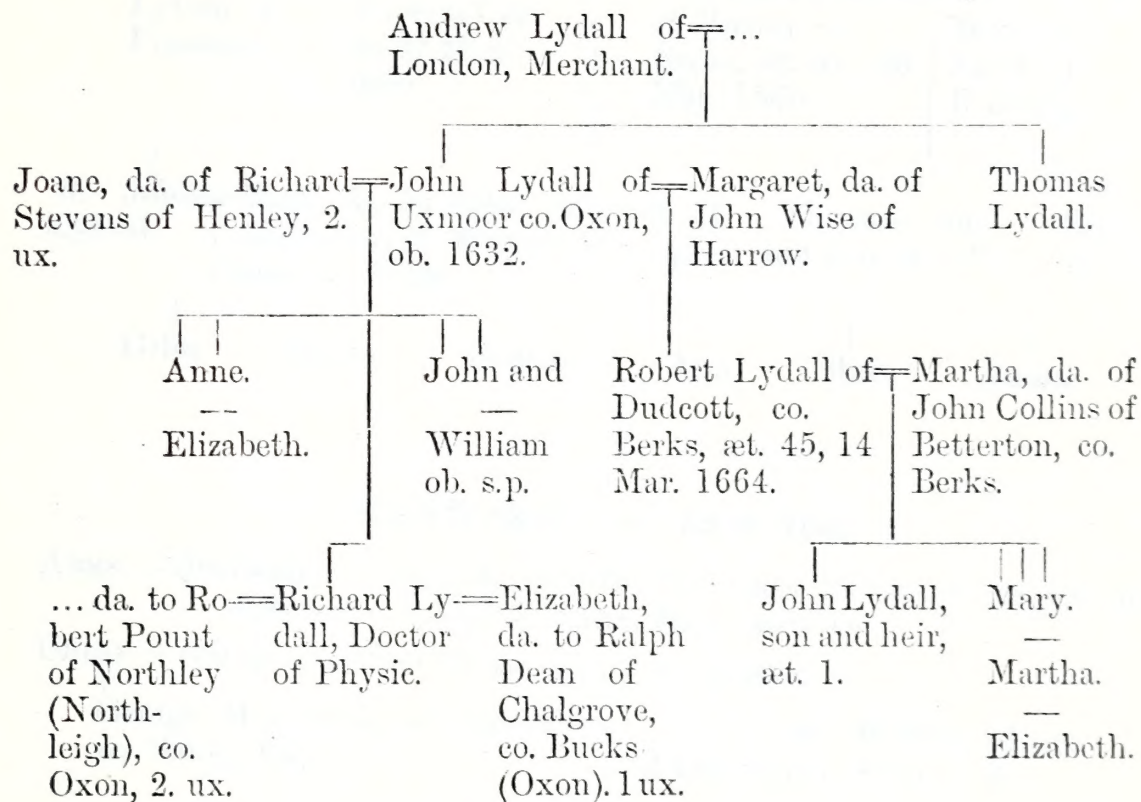 Andrew Lydall of=...
London, Merchant.
Joane, da. of Richard=John Lydall of=Margaret, da. of Thomas
Stevens of Henley, 2. Uxmoor co. Oxon, John Wise of Lydall.
ux. ob. 1632. Harrow.
Anne. John and Robert Lydall of=Martha, da. of
— — Dudcott, co. John Collins of
Elizabeth. William Berks, æt. 45, 14 Betterton, co.
ob. s.p. Mar. 1664. Berks.
... da. to Ro-=Richard Ly-=Elizabeth, John Lydall, Mary.
bert Pount dall, Doctor da. to Ralph son and heir, —
of Northley of Physic. Dean of æt. 1. Martha.
(North- Chalgrove, —
leigh), co. co. Bucks Elizabeth.
Oxon, 2. ux. (Oxon). 1 ux.